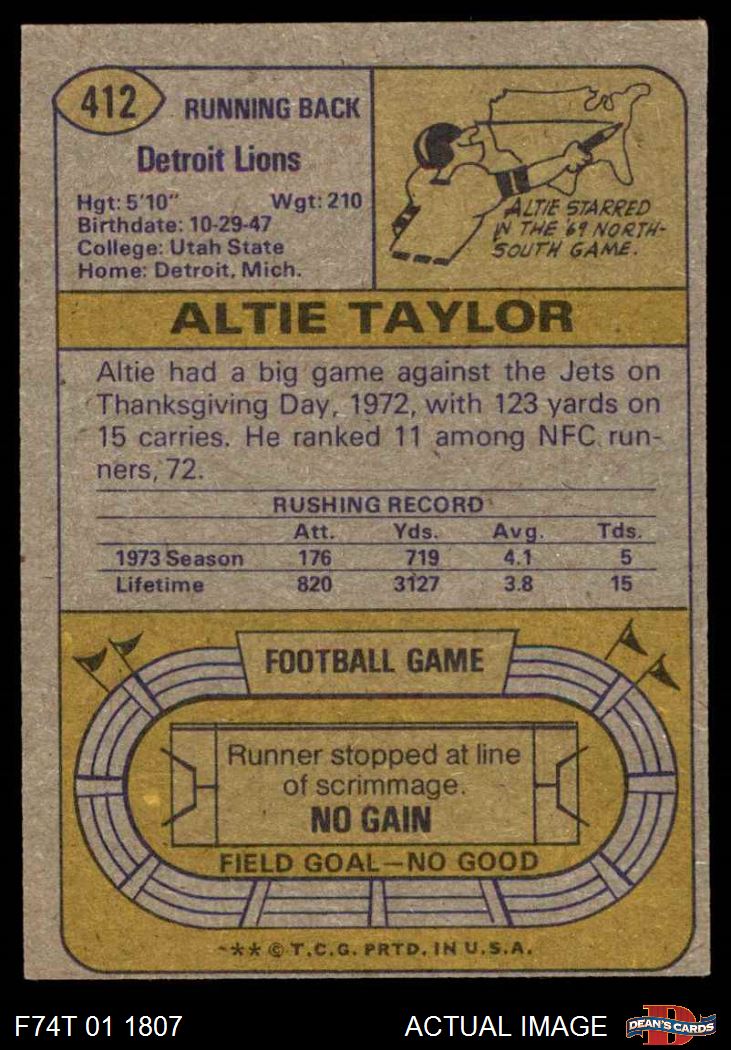 412
RUNNING BACK
Detroit Lions
Hgt: 5'10" Wgt: 210
Birthdate: 10-29-47
College: Utah State
Home: Detroit, Mich.
ALTIE STARRED
IN THE '69 NORTH-
SOUTH GAME.
ALTIE TAYLOR
Altie had a big game against the Jets on
Thanksgiving Day, 1972, with 123 yards on
15 carries. He ranked 11 among NFC run-
ners, 72.
RUSHING RECORD
Att. Yds. Avg. Tds.
1973 Season 176 719 4.1 5
Lifetime 820 3127 3.8 15
FOOTBALL GAME
Runner stopped at line
of scrimmage.
NO GAIN
FIELD GOAL—NO GOOD
** © T.C.G. PRTD. IN U.S.A.
F74T 01 1807 ACTUAL IMAGE DEAN'S CARDS